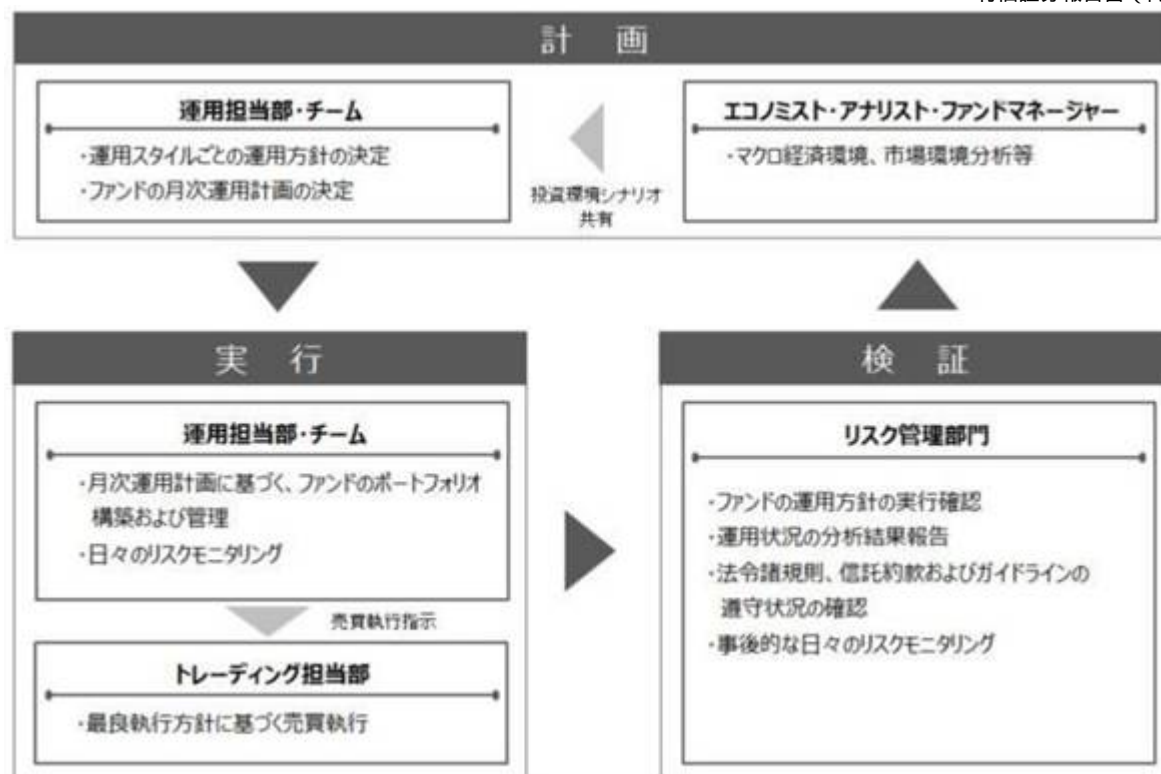 計 画
運用担当部・チーム
・運用スタイルごとの運用方針の決定
・ファンドの月次運用計画の決定
投資環境シナリオ
共有
エコノミスト・アナリスト・ファンドマネージャー
・マクロ経済環境、市場環境分析等
実 行
運用担当部・チーム
・月次運用計画に基づく、ファンドのポートフォリオ
構築および管理
・日々のリスクモニタリング
売買執行指示
トレーディング担当部
・最良執行方針に基づく売買執行
検 証
リスク管理部門
・ファンドの運用方針の実行確認
・運用状況の分析結果報告
・法令諸規則、信託約款およびガイドラインの
遵守状況の確認
・事後的な日々のリスクモニタリング